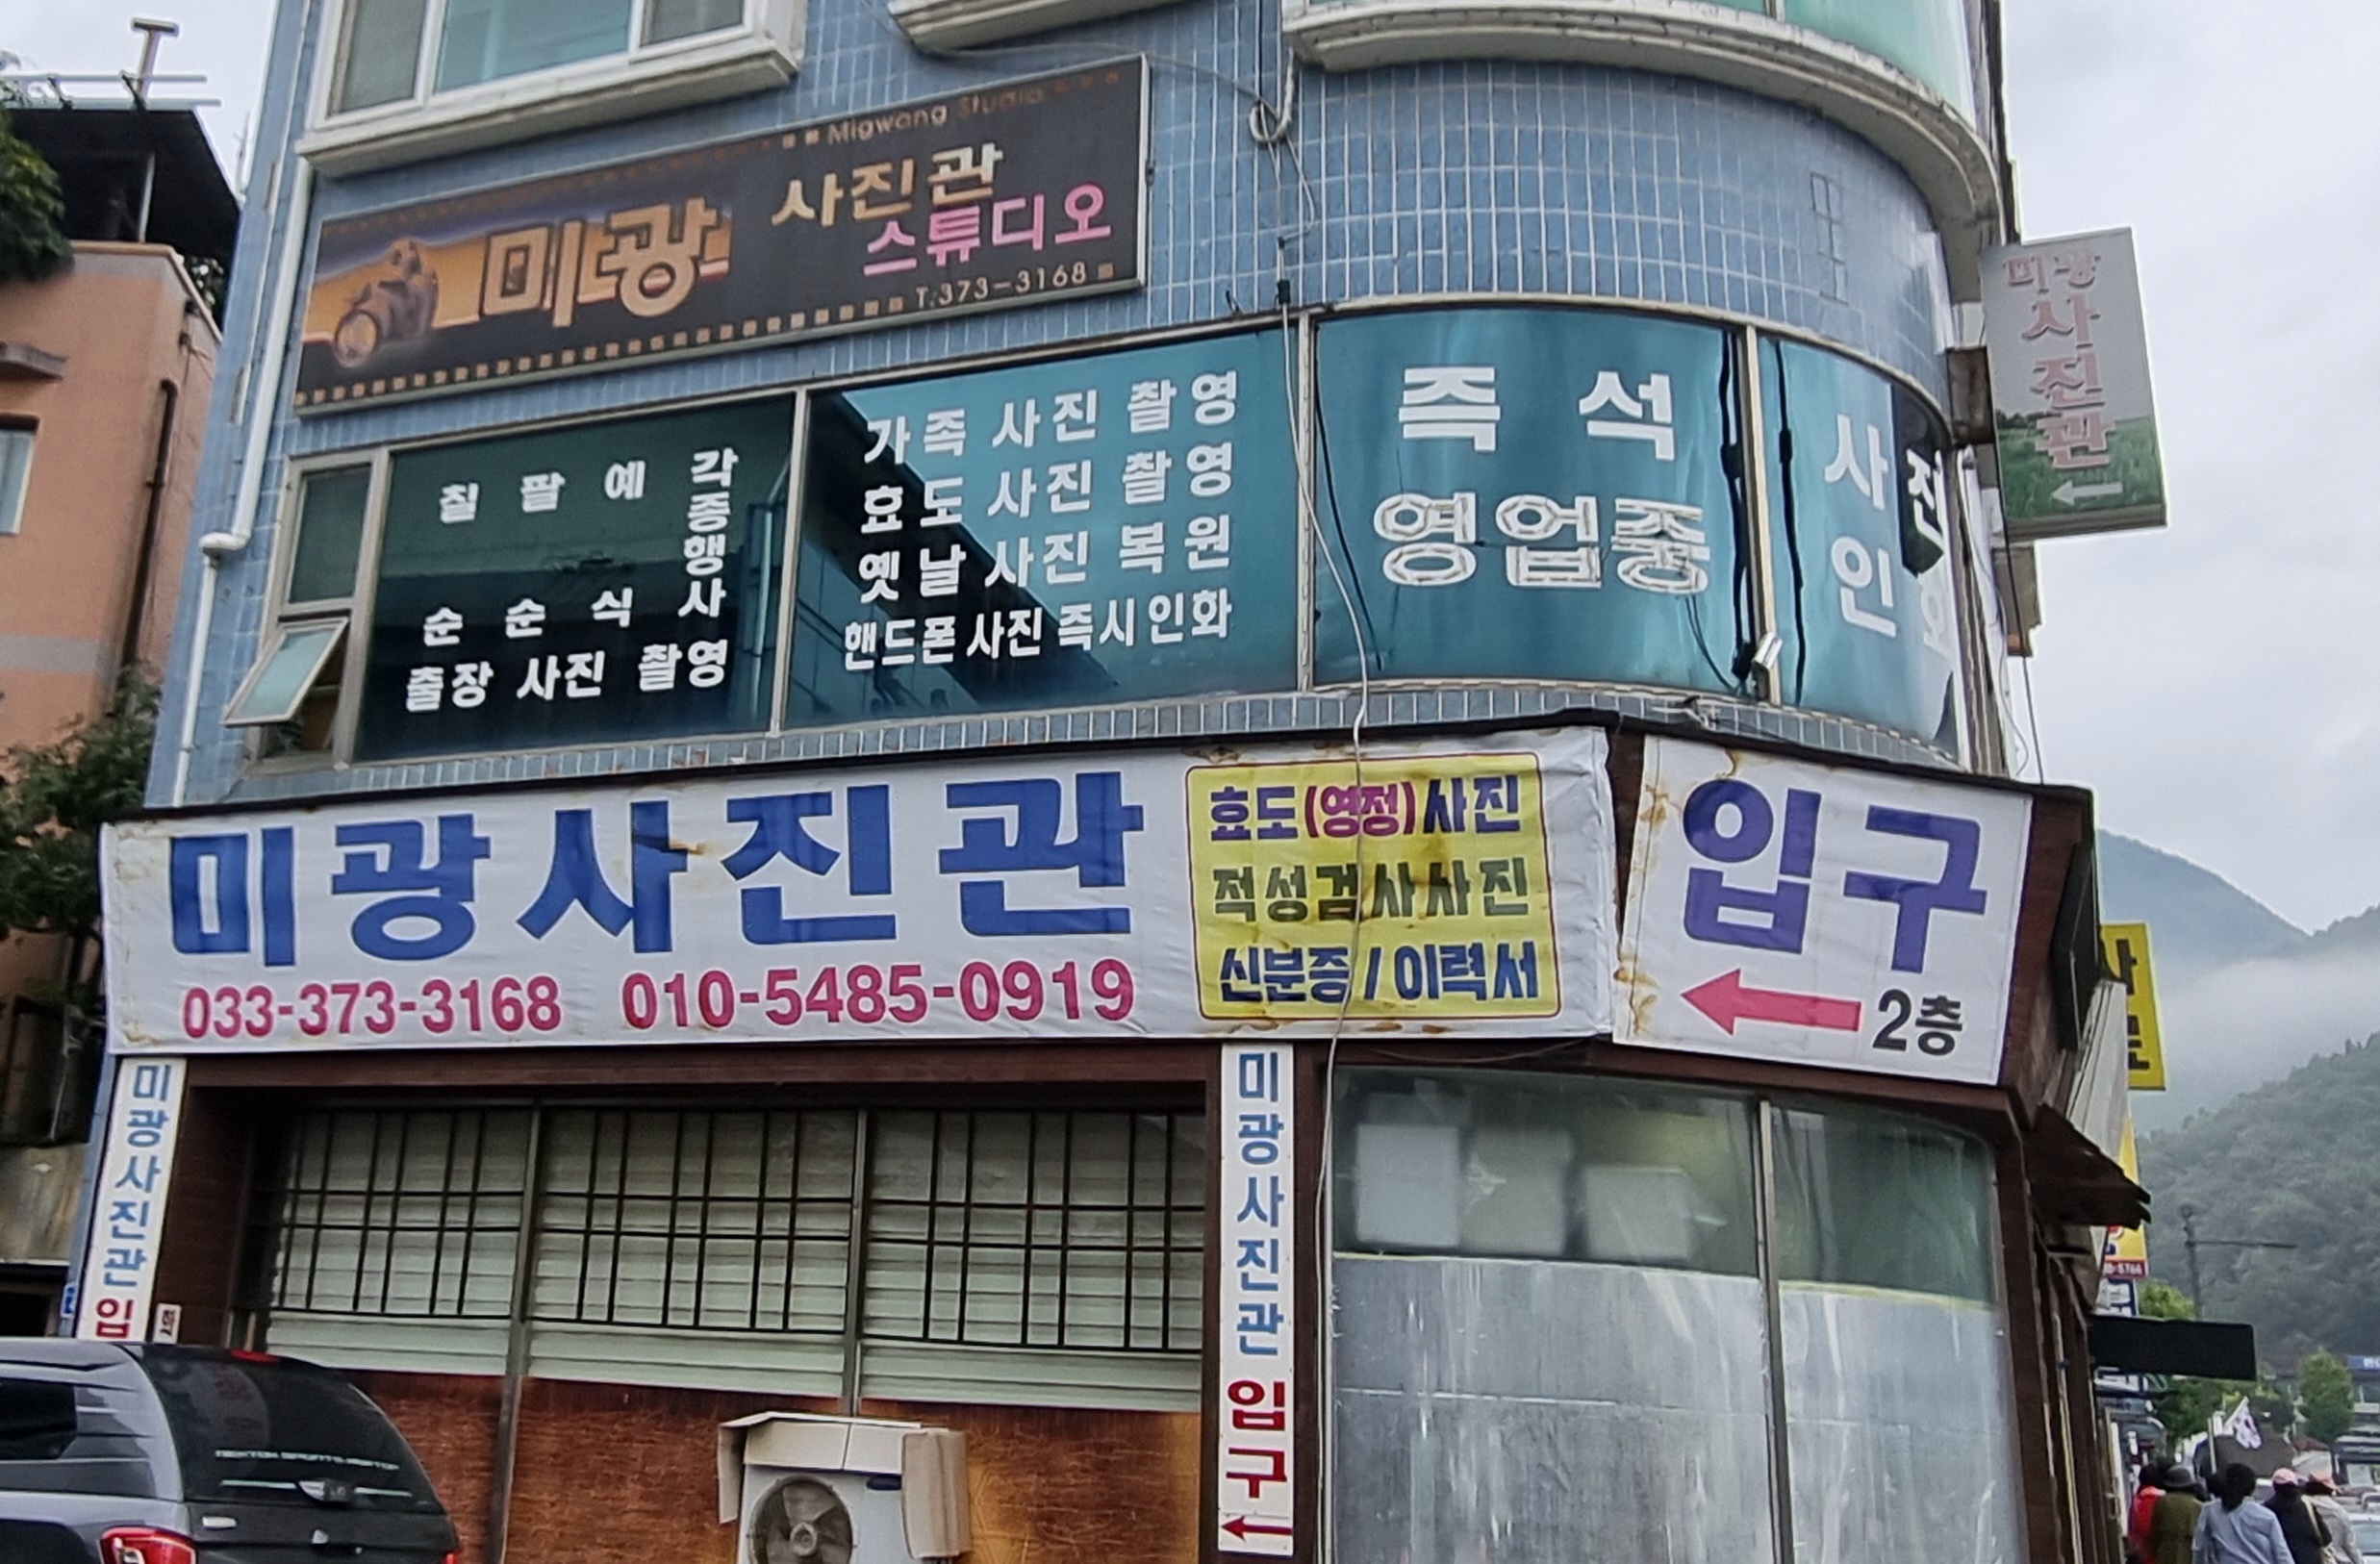 Migwang Studio
미광 사진관
스튜디오
T.373-3168
미광
사진관
칠 팔 예 각
종
행
순 순 식 사
출장 사진 촬영
가족 사진 촬영
효도 사진 촬영
옛날 사진 복원
핸드폰사진즉시인화
즉 석
영업중
사진
인화
미광사진관
033-373-3168 010-5485-0919
효도(영정)사진
적성검사사진
신분증/이력서
입구
2층
미광사진관입
미광사진관 입구